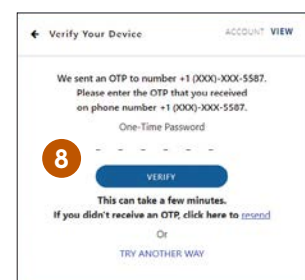 ← Verify Your Device
ACCOUNT VIEW
We sent an OTP to number +1 (XXX)-XXX-5587.
Please enter the OTP that you received
on phone number +1 (XXX)-XXX-5587.
One-Time Password
8
VERIFY
This can take a few minutes.
If you didn't receive an OTP, click here to resend
Or
TRY ANOTHER WAY